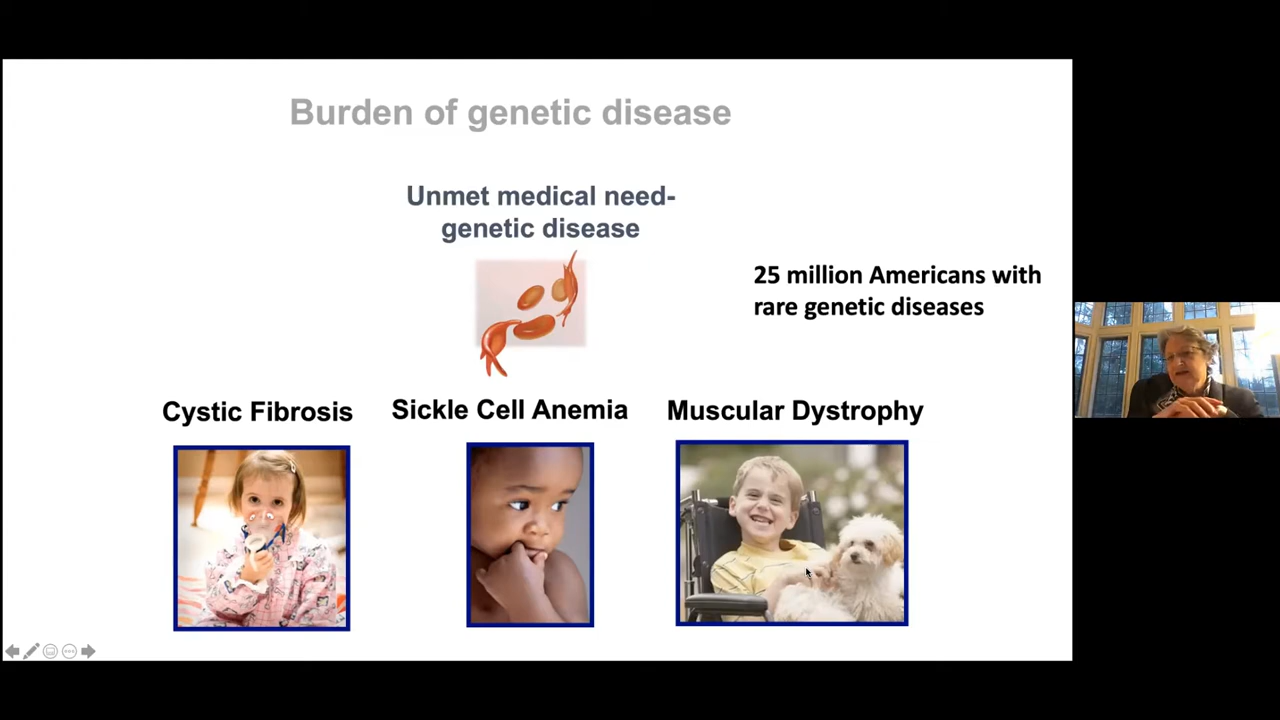 Burden of genetic disease
Unmet medical need-
genetic disease
25 million Americans with
rare genetic diseases
Cystic Fibrosis
Sickle Cell Anemia
Muscular Dystrophy